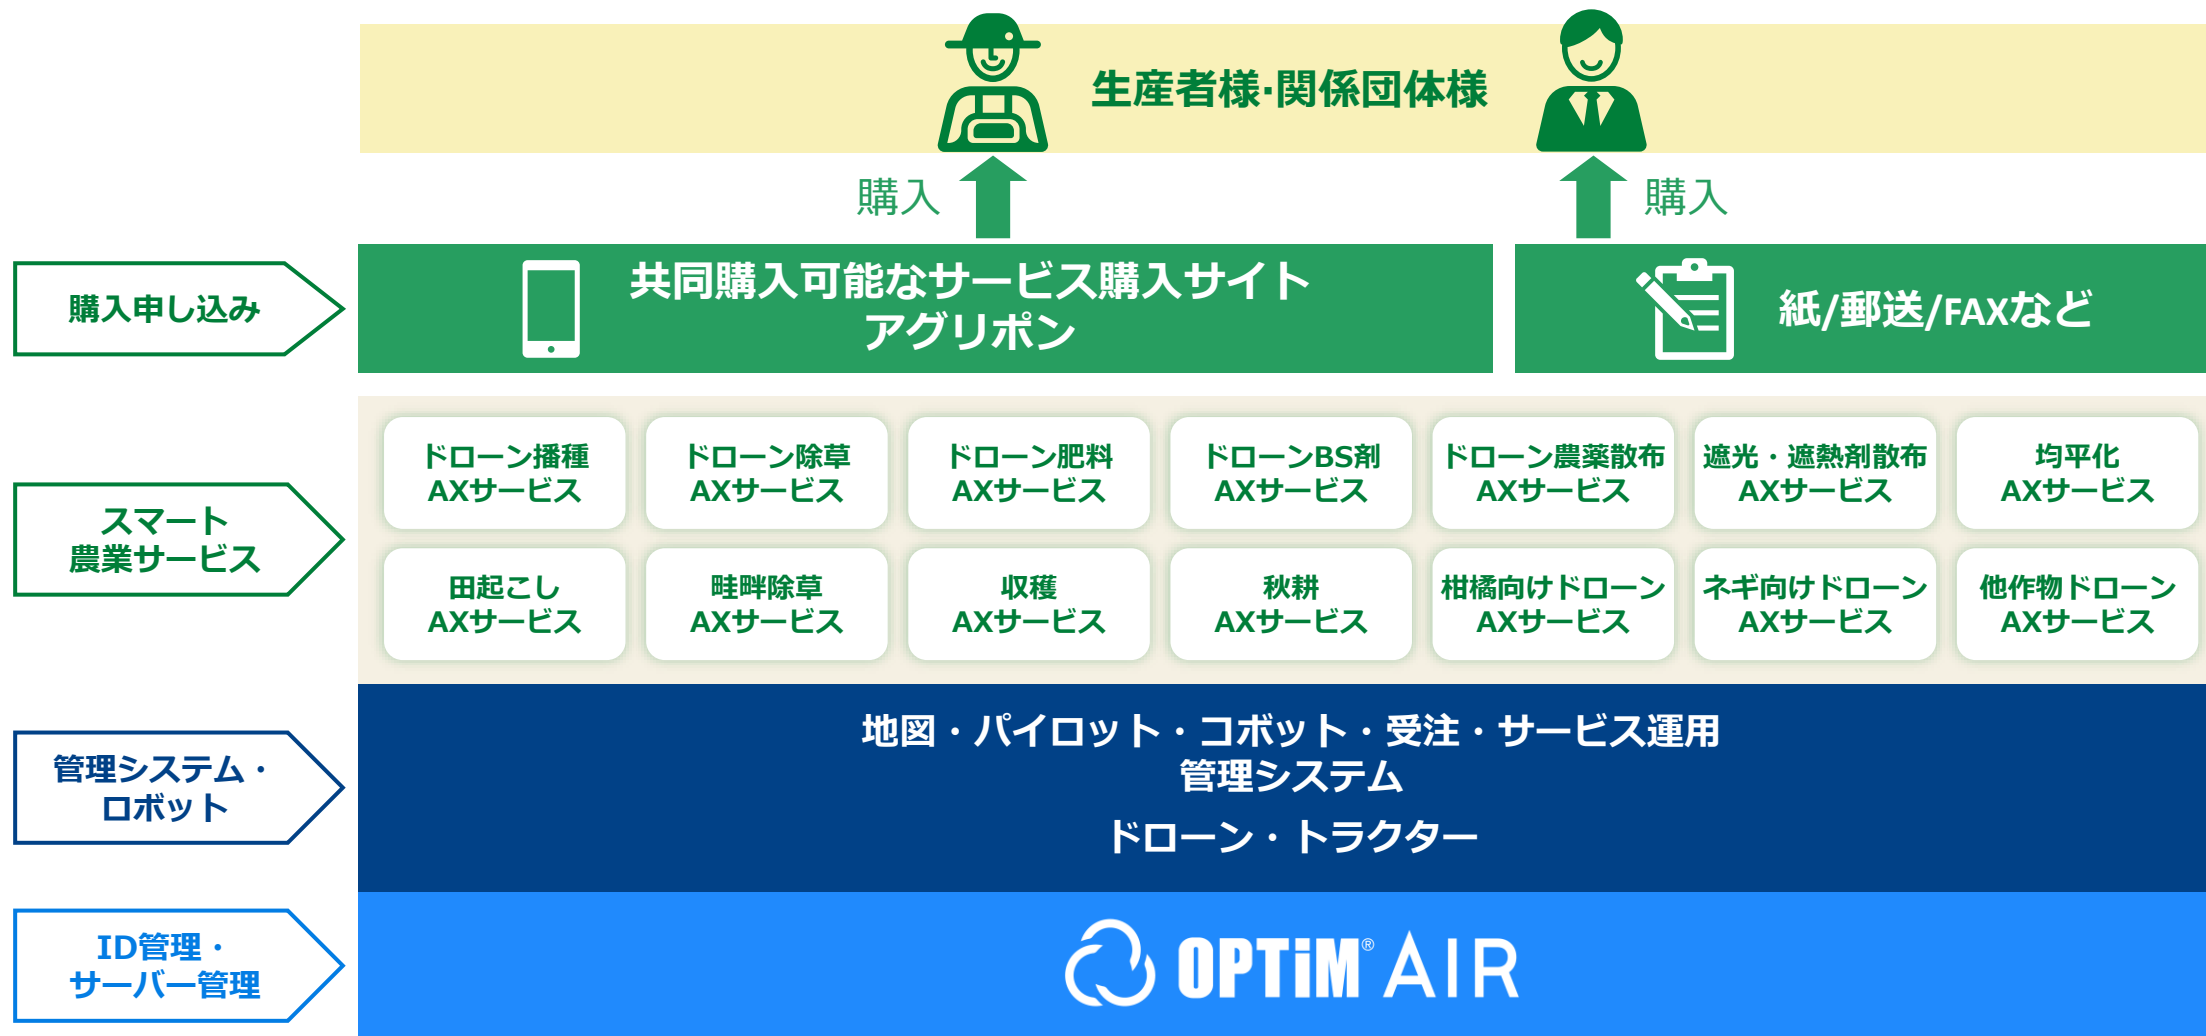 生産者様・関係団体様
購入
購入
購入申し込み
共同購入可能なサービス購入サイト
アグリポン
紙/郵送/FAXなど
スマート
農業サービス
ドローン播種
AXサービス
ドローン除草
AXサービス
ドローン肥料
AXサービス
ドローンBS剤
AXサービス
ドローン農薬散布
AXサービス
遮光・遮熱剤散布
AXサービス
均平化
AXサービス
田起こし
AXサービス
畦畔除草
AXサービス
収穫
AXサービス
秋耕
AXサービス
柑橘向けドローン
AXサービス
ネギ向けドローン
AXサービス
他作物ドローン
AXサービス
管理システム・
ロボット
地図・パイロット・コボット・受注・サービス運用
管理システム
ドローン・トラクター
ID管理・
サーバー管理
OPTiM® AIR